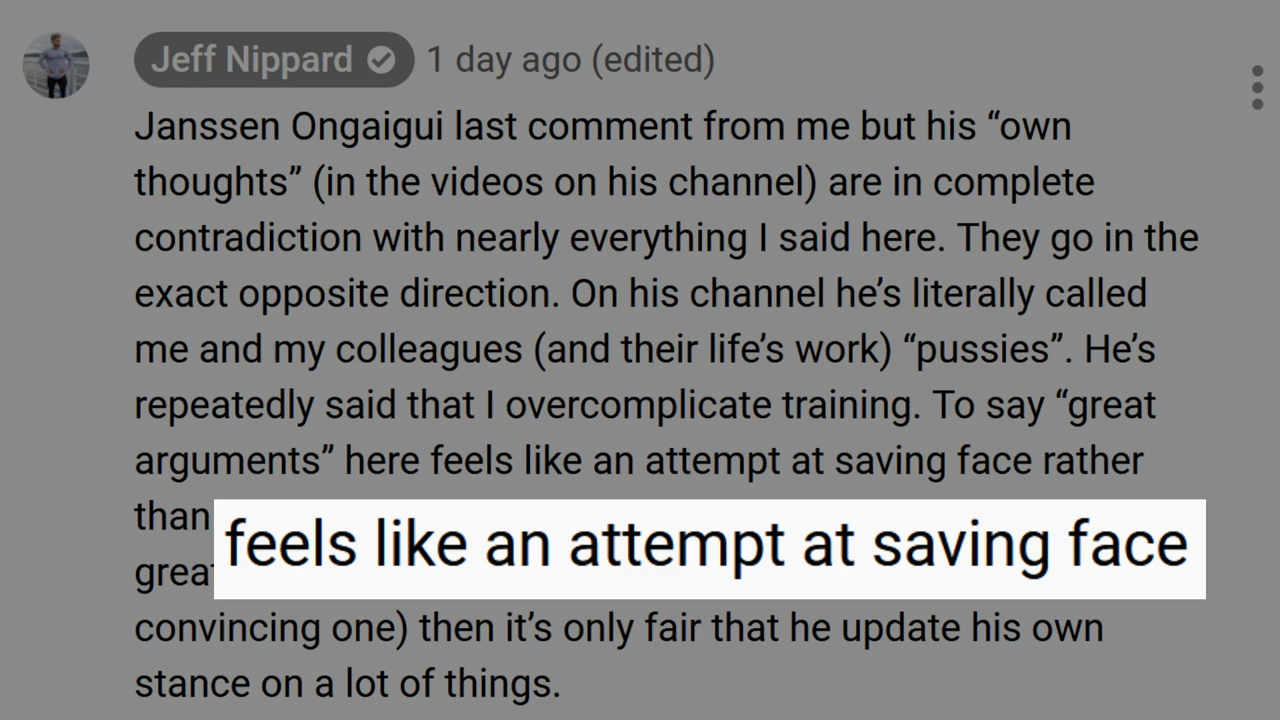 Jeff Nippard 1 day ago (edited)
Janssen Ongaigui last comment from me but his “own
thoughts” (in the videos on his channel) are in complete
contradiction with nearly everything I said here. They go in the
exact opposite direction. On his channel he’s literally called
me and my colleagues (and their life’s work) “pussies”. He’s
repeatedly said that I overcomplicate training. To say “great
arguments” here feels like an attempt at saving face rather
than
feels like an attempt at saving face
convincing one) then it’s only fair that he update his own
stance on a lot of things.